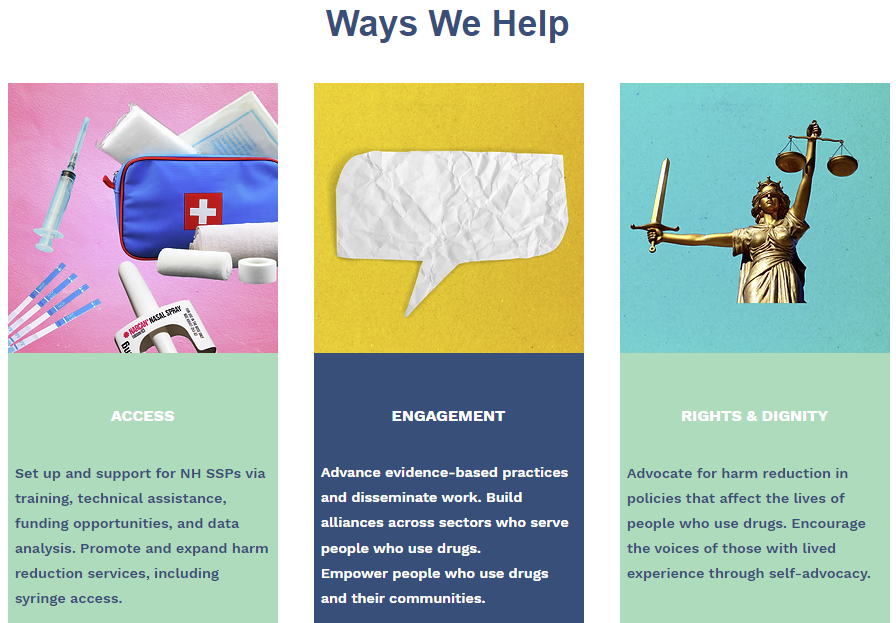 Ways We Help
NARCAN® NASAL SPRAY
ACCESS
Set up and support for NH SSPs via
training, technical assistance,
funding opportunities, and data
analysis. Promote and expand harm
reduction services, including
syringe access.
ENGAGEMENT
Advance evidence-based practices
and disseminate work. Build
alliances across sectors who serve
people who use drugs.
Empower people who use drugs
and their communities.
RIGHTS & DIGNITY
Advocate for harm reduction in
policies that affect the lives of
people who use drugs. Encourage
the voices of those with lived
experience through self-advocacy.